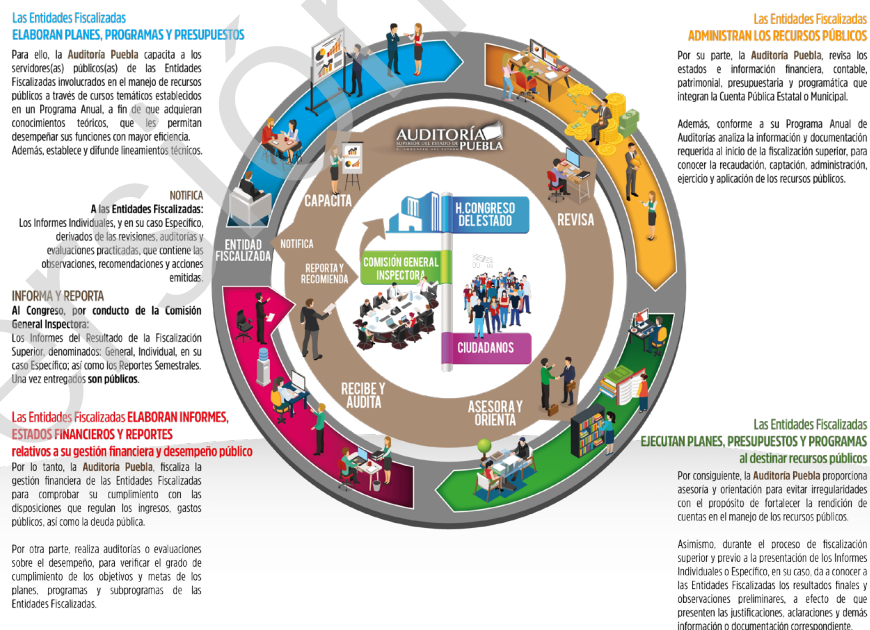 Las Entidades Fiscalizadas
ELABORAN PLANES, PROGRAMAS Y PRESUPUESTOS
Para ello, la Auditoría Puebla capacita a los
servidores(as) públicos(as) de las Entidades
Fiscalizadas involucrados en el manejo de recursos
públicos a través de cursos temáticos establecidos
en un Programa Anual, a fin de que adquieran
conocimientos teóricos, que les permitan
desempeñar sus funciones con mayor eficiencia.
Además, establece y difunde lineamientos técnicos.
NOTIFICA
A las Entidades Fiscalizadas:
Los Informes Individuales, y en su caso Específico,
derivados de las revisiones, auditorías y
evaluaciones practicadas, que contiene las
observaciones, recomendaciones y acciones
emitidas.
INFORMA Y REPORTA
Al Congreso, por conducto de la Comisión
General Inspectora:
Los Informes del Resultado de la Fiscalización
Superior, denominados: General, Individual, en su
caso Específico; así como los Reportes Semestrales.
Una vez entregados son públicos.
Las Entidades Fiscalizadas ELABORAN INFORMES,
ESTADOS FINANCIEROS Y REPORTES
relativos a su gestión financiera y desempeño público
Por lo tanto, la Auditoría Puebla, fiscaliza la
gestión financiera de las Entidades Fiscalizadas
para comprobar su cumplimiento con las
disposiciones que regulan los ingresos, gastos
públicos, así como la deuda pública.
Por otra parte, realiza auditorías o evaluaciones
sobre el desempeño, para verificar el grado de
cumplimiento de los objetivos y metas de los
planes, programas y subprogramas de las
Entidades Fiscalizadas.
AUDITORÍA
SUPERIOR DEL ESTADO DE PUEBLA
CAPACITA
H. CONGRESO
DEL ESTADO
REVISA
ENTIDAD
FISCALIZADA
NOTIFICA
REPORTA Y
RECOMIENDA
COMISIÓN GENERAL
INSPECTORA
CIUDADANOS
RECIBE Y
AUDITA
ASESORA Y
ORIENTA
Las Entidades Fiscalizadas
ADMINISTRAN LOS RECURSOS PÚBLICOS
Por su parte, la Auditoría Puebla, revisa los
estados e información financiera, contable,
patrimonial, presupuestaria y programática que
integran la Cuenta Pública Estatal o Municipal.
Además, conforme a su Programa Anual de
Auditorías analiza la información y documentación
requerida al inicio de la fiscalización superior, para
conocer la recaudación, captación, administración,
ejercicio y aplicación de los recursos públicos.
Las Entidades Fiscalizadas
EJECUTAN PLANES, PRESUPUESTOS Y PROGRAMAS
al destinar recursos públicos
Por consiguiente, la Auditoría Puebla proporciona
asesoría y orientación para evitar irregularidades
con el propósito de fortalecer la rendición de
cuentas en el manejo de los recursos públicos.
Asimismo, durante el proceso de fiscalización
superior y previo a la presentación de los Informes
Individuales o Específico, en su caso, da a conocer a
las Entidades Fiscalizadas los resultados finales y
observaciones preliminares, a efecto de que
presenten las justificaciones, aclaraciones y demás
información o documentación correspondiente.